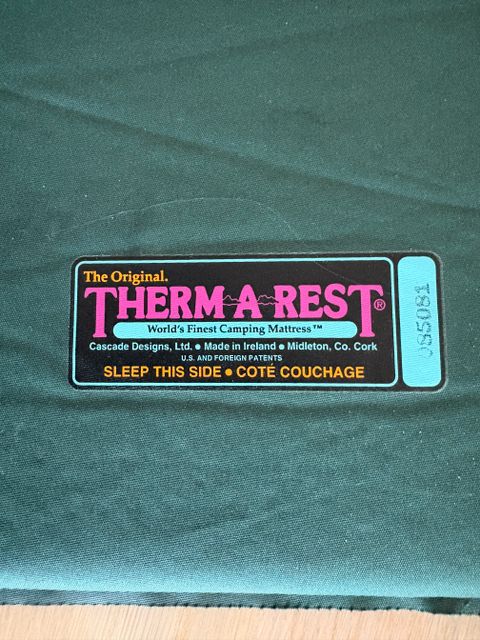 The Original.
THERM-A-REST®
World's Finest Camping Mattress™
Cascade Designs, Ltd. • Made in Ireland • Midleton, Co. Cork
U.S. AND FOREIGN PATENTS
SLEEP THIS SIDE • COTÉ COUCHAGE
085081